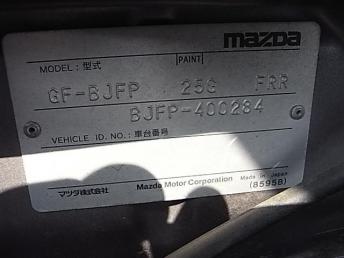 mazda
MODEL: 型式 PAINT
GF-BJFP 25G FRR
BJFP-400284
VEHICLE ID. NO.: 車台番号
マツダ株式会社 Mazda Motor Corporation Made in Japan
(8595B)